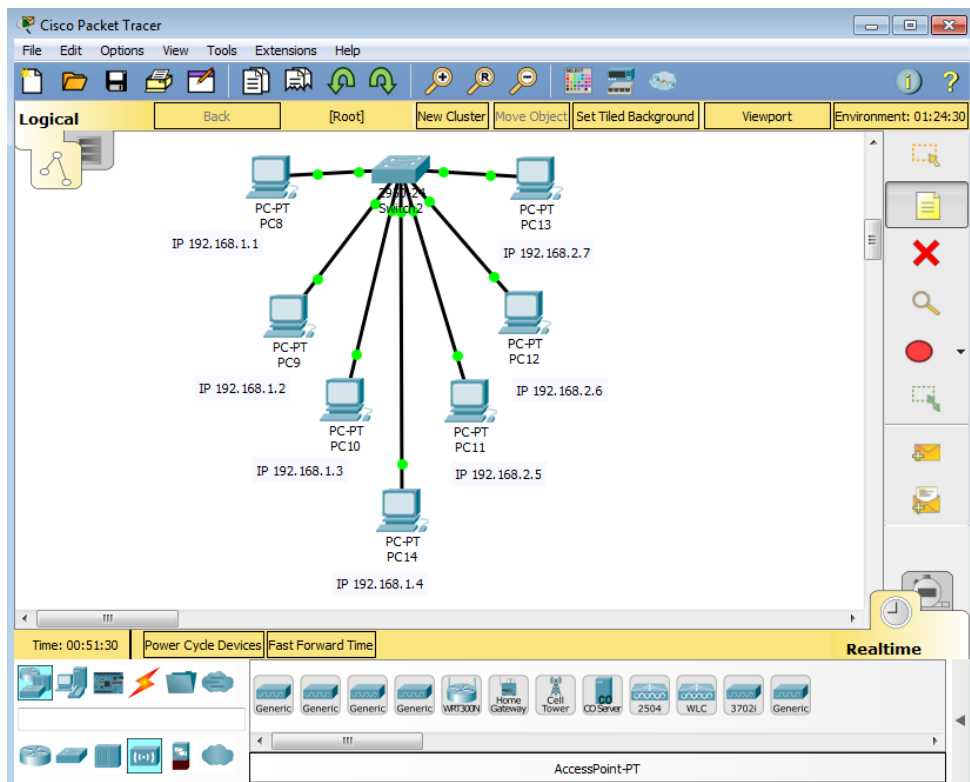 Cisco Packet Tracer
File Edit Options View Tools Extensions Help
Logical Back [Root] New Cluster Move Object Set Tiled Background Viewport Environment: 01:24:30
2950-24
Switch2
PC-PT
PC8
IP 192.168.1.1
PC-PT
PC13
IP 192.168.2.7
PC-PT
PC9
IP 192.168.1.2
PC-PT
PC12
IP 192.168.2.6
PC-PT
PC10
IP 192.168.1.3
PC-PT
PC11
IP 192.168.2.5
PC-PT
PC14
IP 192.168.1.4
Time: 00:51:30 Power Cycle Devices Fast Forward Time Realtime
Generic Generic Generic Generic WRT300N Home Gateway Cell Tower CO Server 2504 WLC 3702i Generic
AccessPoint-PT